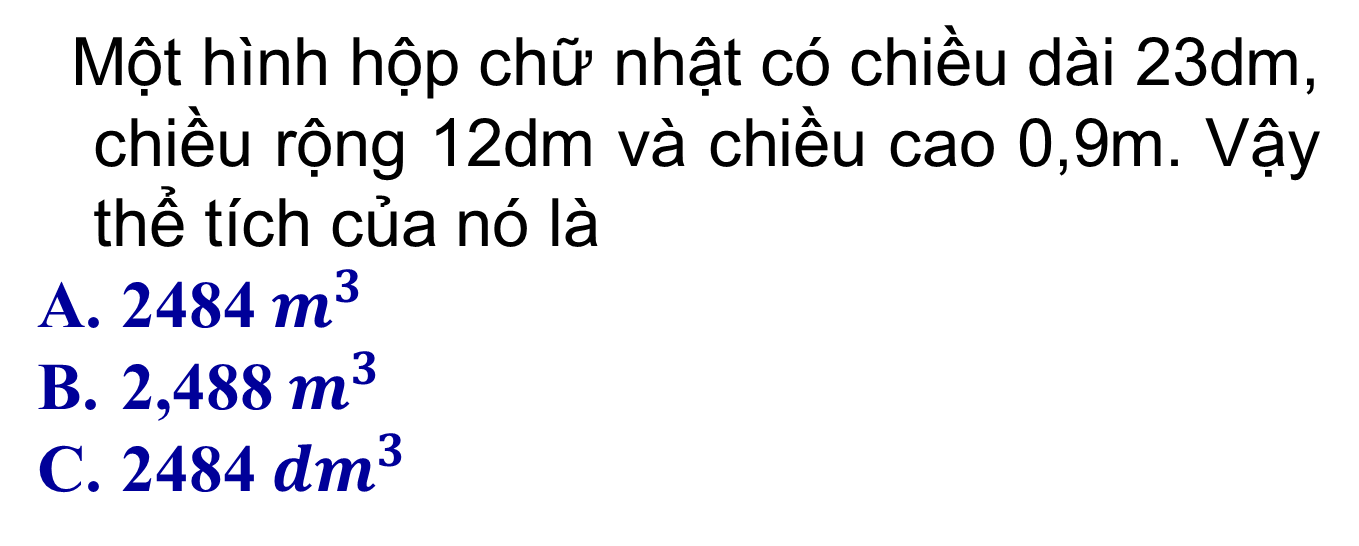 Một hình hộp chữ nhật có chiều dài 23dm,
chiều rộng 12dm và chiều cao 0,9m. Vậy
thể tích của nó là
A. 2484 m³
B. 2,488 m³
C. 2484 dm³